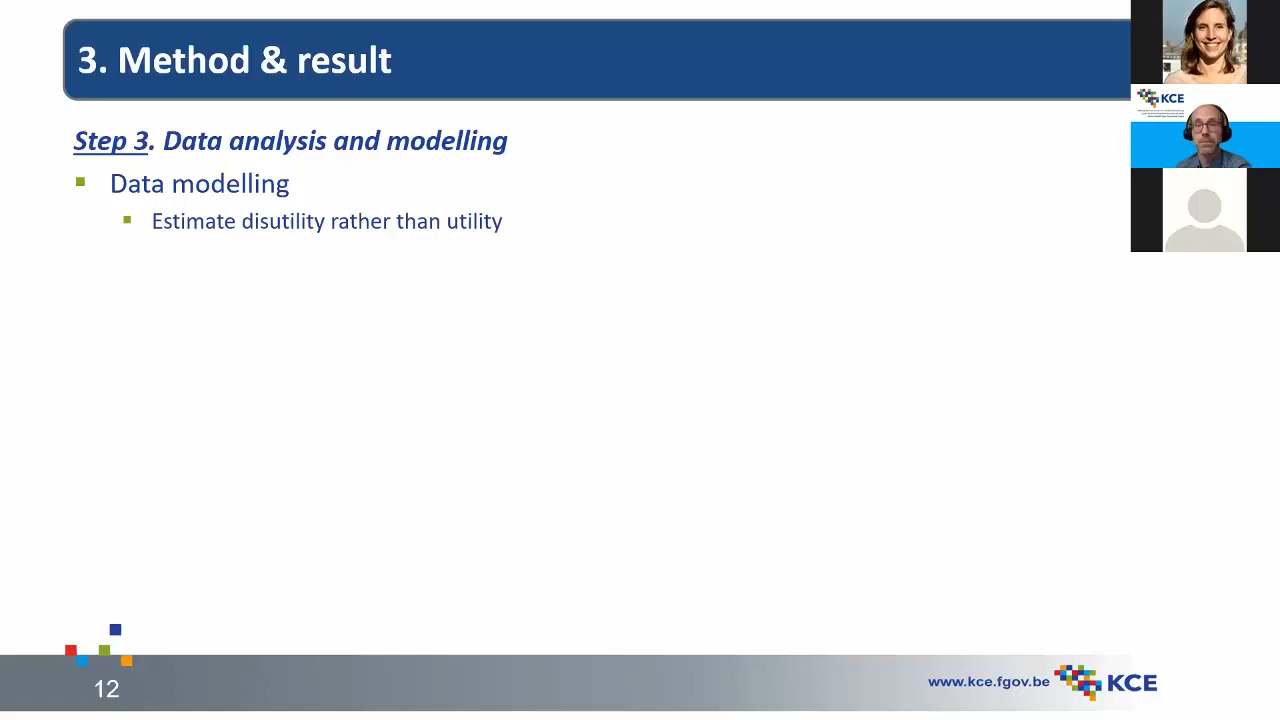 3. Method & result
KCE
Step 3. Data analysis and modelling
Data modelling
Estimate disutility rather than utility
12
www.kce.fgov.be
KCE